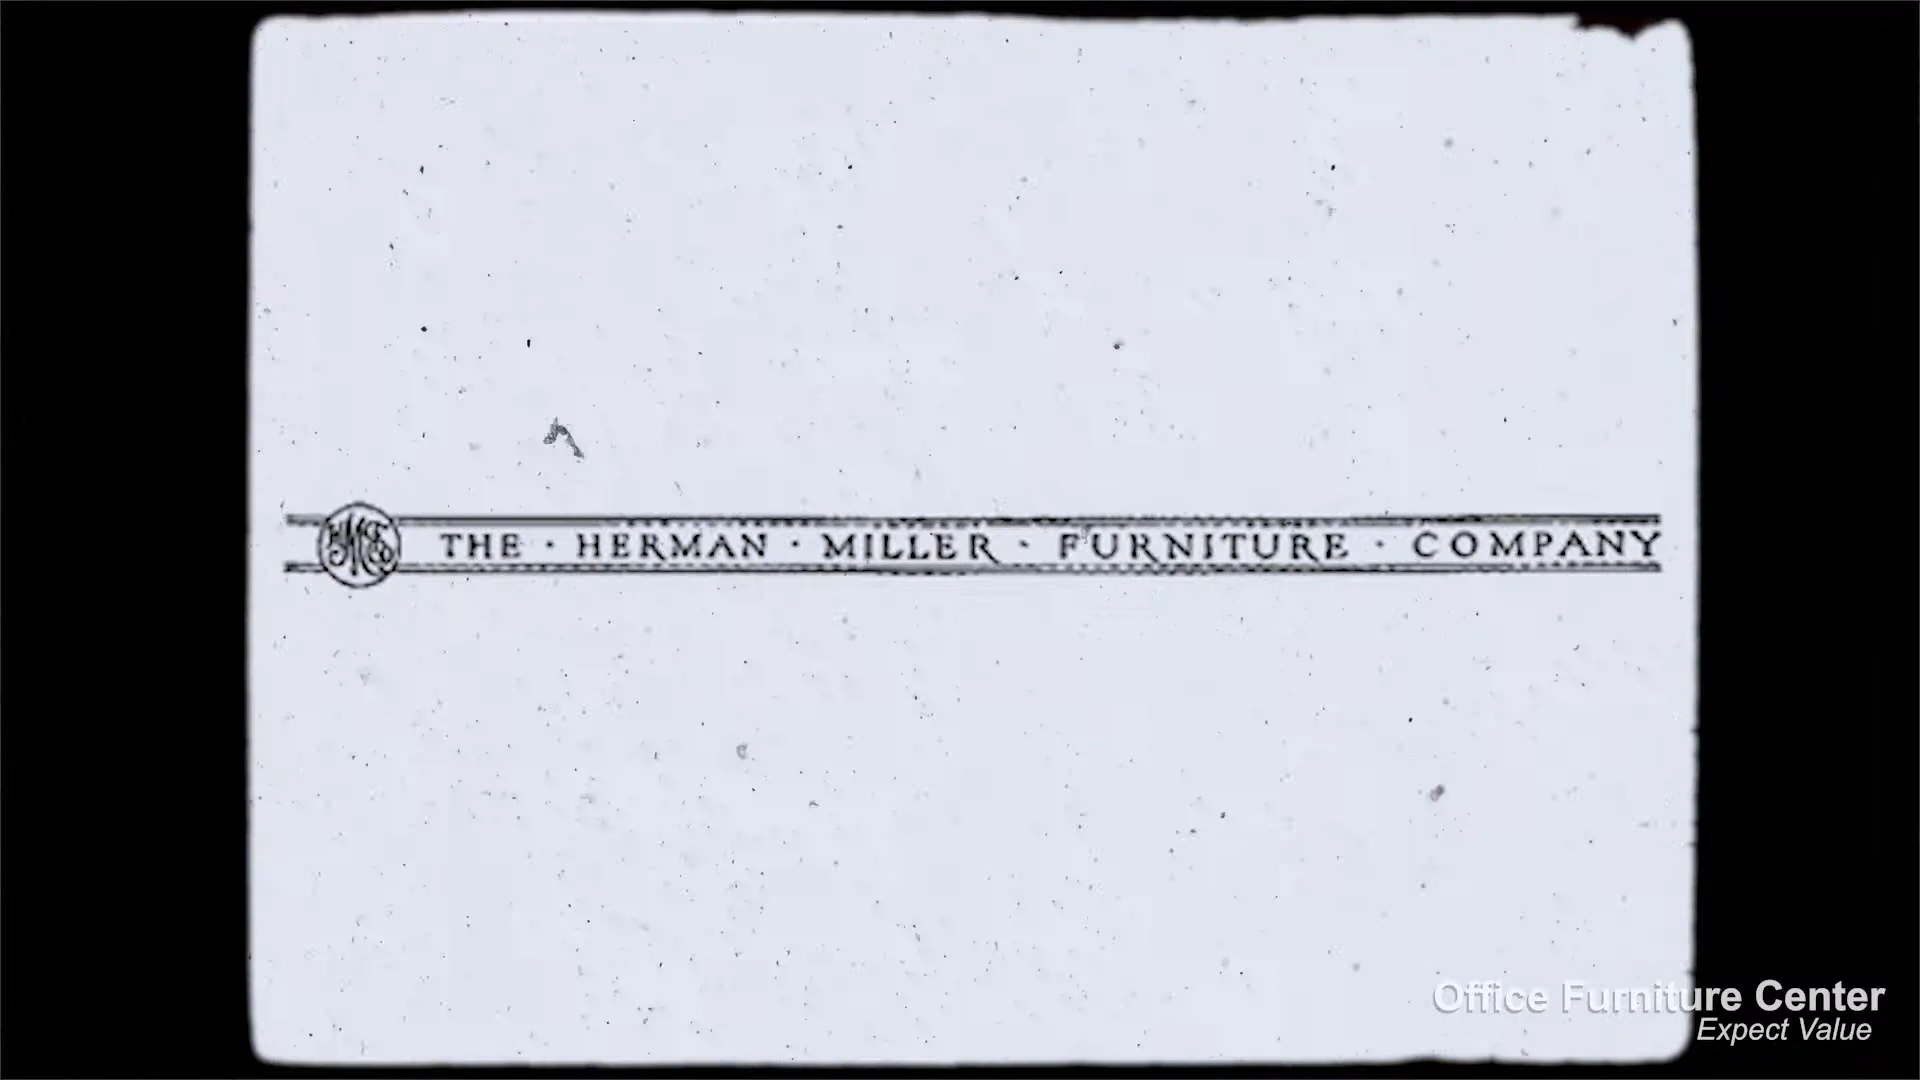 THE · HERMAN · MILLER · FURNITURE · COMPANY
Office Furniture Center
Expect Value